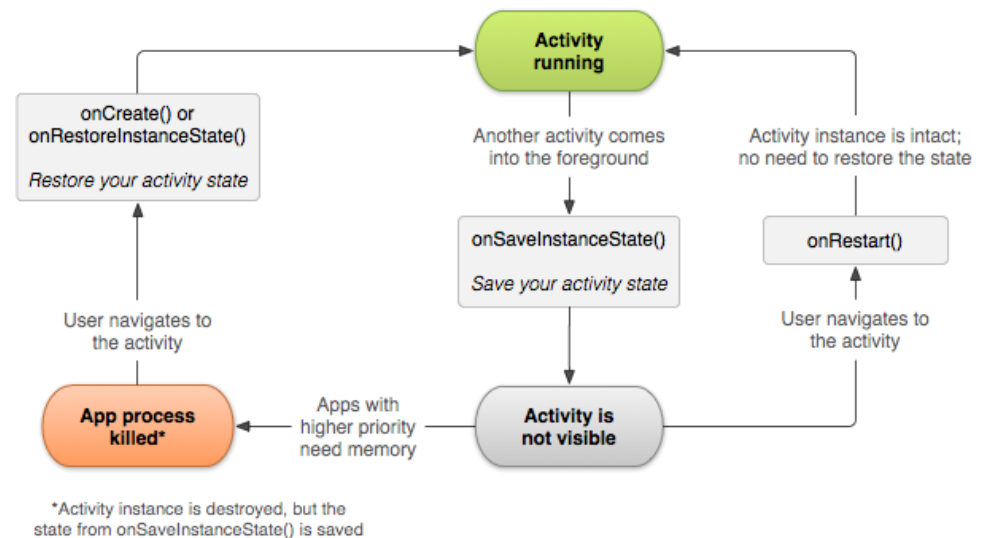 Activity
running
onCreate() or
onRestoreInstanceState()
Restore your activity state
Another activity comes
into the foreground
Activity instance is intact;
no need to restore the state
onSaveInstanceState()
Save your activity state
onRestart()
User navigates to
the activity
User navigates to
the activity
App process
killed*
Apps with
higher priority
need memory
Activity is
not visible
*Activity instance is destroyed, but the
state from onSaveInstanceState() is saved